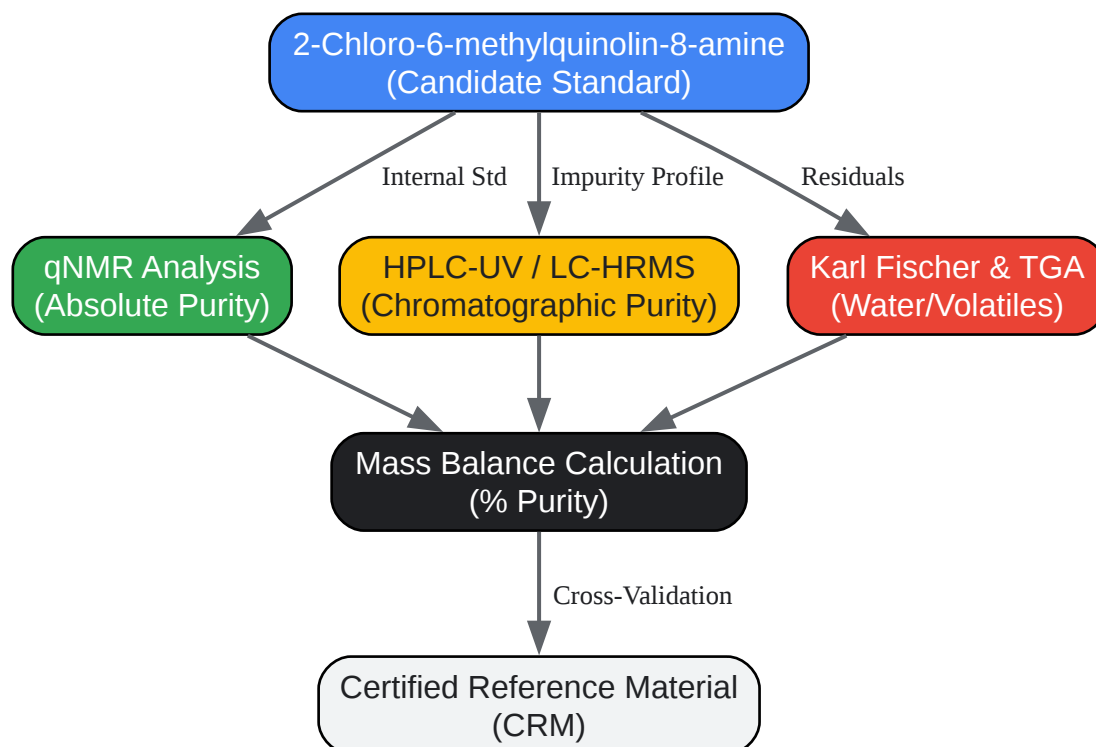 2-Chloro-6-methylquinolin-8-amine
(Candidate Standard)
Internal Std
Impurity Profile
Residuals
qNMR Analysis
(Absolute Purity)
HPLC-UV / LC-HRMS
(Chromatographic Purity)
Karl Fischer & TGA
(Water/Volatiles)
Mass Balance Calculation
(% Purity)
Cross-Validation
Certified Reference Material
(CRM)